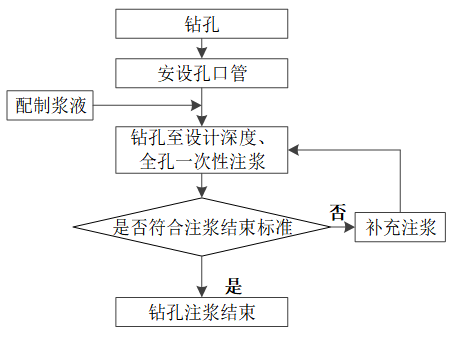 钻孔
安设孔口管
配制浆液
钻孔至设计深度、
全孔一次性注浆
是否符合注浆结束标准
否
补充注浆
是
钻孔注浆结束